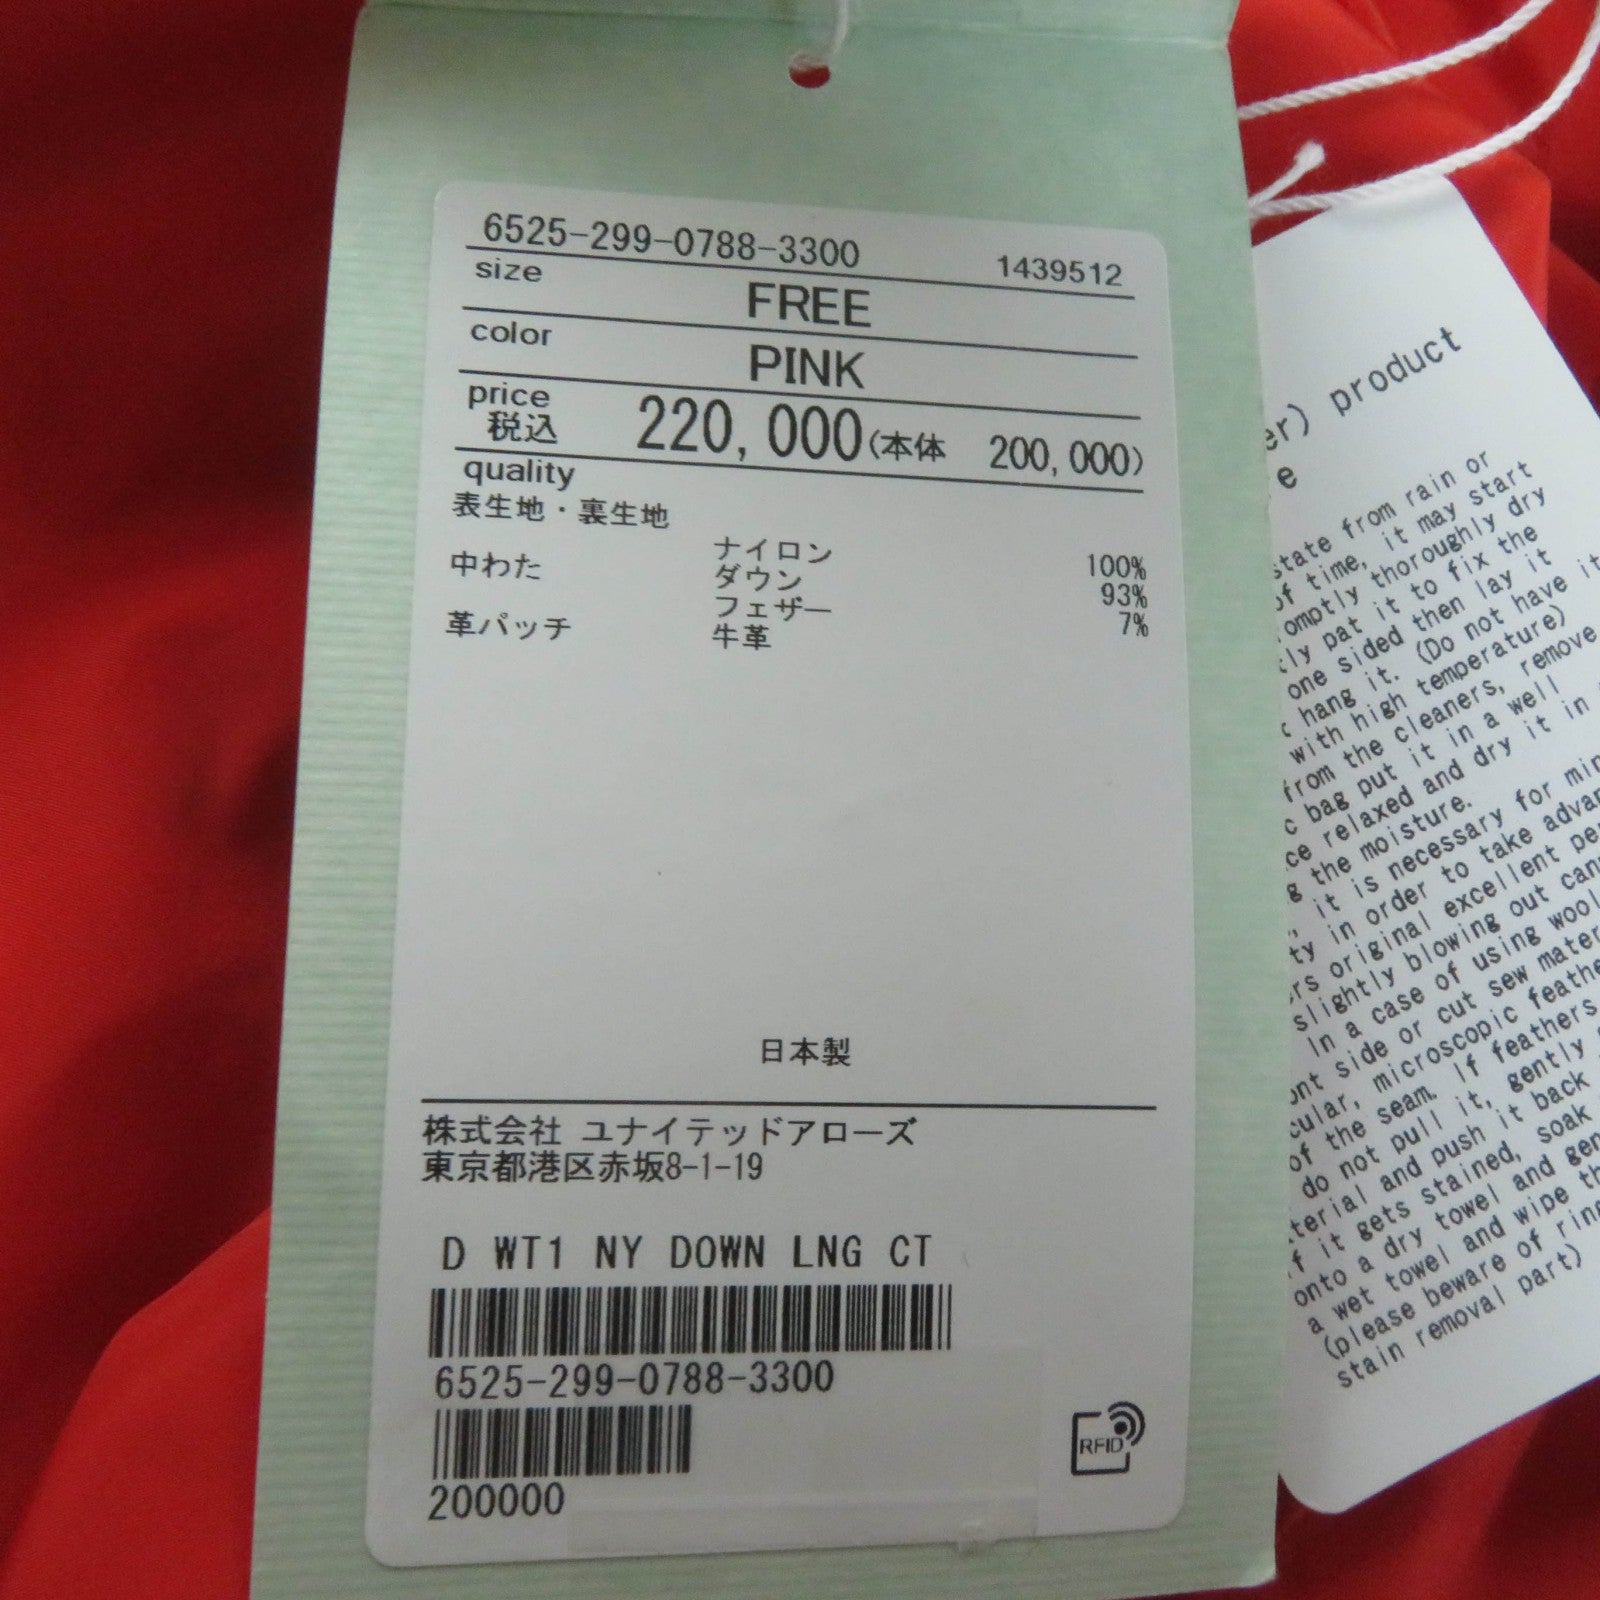 6525-299-0788-3300 1439512
size FREE
color PINK
price
税込 220,000(本体 200,000)
quality
表生地・裏生地
ナイロン 100%
中わた ダウン 93%
フェザー 7%
革パッチ 牛革
日本製
株式会社 ユナイテッドアローズ
東京都港区赤坂8-1-19
D WT1 NY DOWN LNG CT
6525-299-0788-3300
200000
RFID
product
state from rain or
of time, it may start
thoroughly dry
pat it to fix the
one sided then lay it
hang it. (Do not have it
with high temperature)
from the cleaners, remove
bag put it in a well
relaxed and dry it in
the moisture.
it is necessary for
in order to take
original excellent
slightly blowing out
In a case of using wool
side or cut sew
microscopic
of the seam. If feathers
do not pull it, gently
and push it back
it gets stained, soak
onto a dry towel and
a wet towel and wipe
(please beware of
stain removal part)